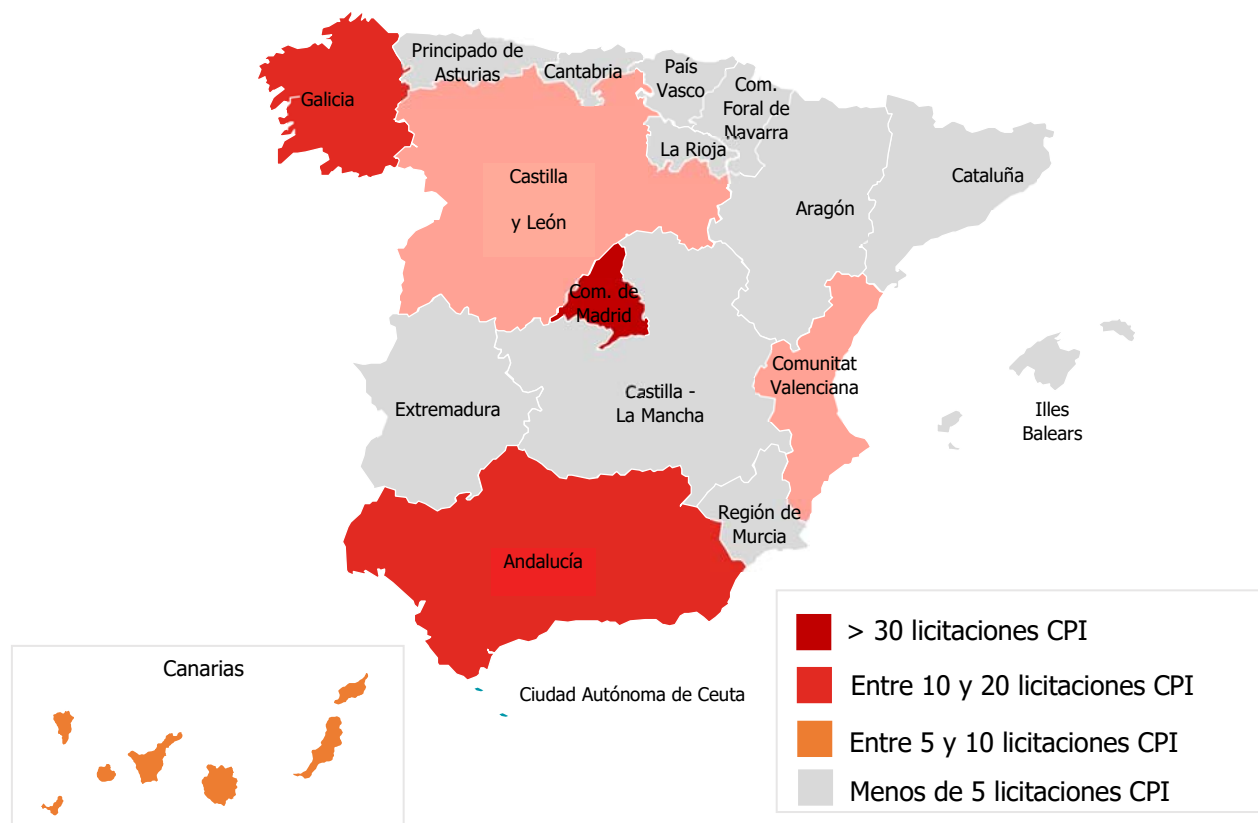 Principado de
Asturias
Cantabria
País
Vasco
Com.
Foral de
Navarra
Galicia
La Rioja
Cataluña
Castilla
y León
Aragón
Com. de
Madrid
Comunitat
Valenciana
Castilla -
La Mancha
Extremadura
Illes
Balears
Región de
Murcia
Andalucía
Canarias
Ciudad Autónoma de Ceuta
> 30 licitaciones CPI
Entre 10 y 20 licitaciones CPI
Entre 5 y 10 licitaciones CPI
Menos de 5 licitaciones CPI